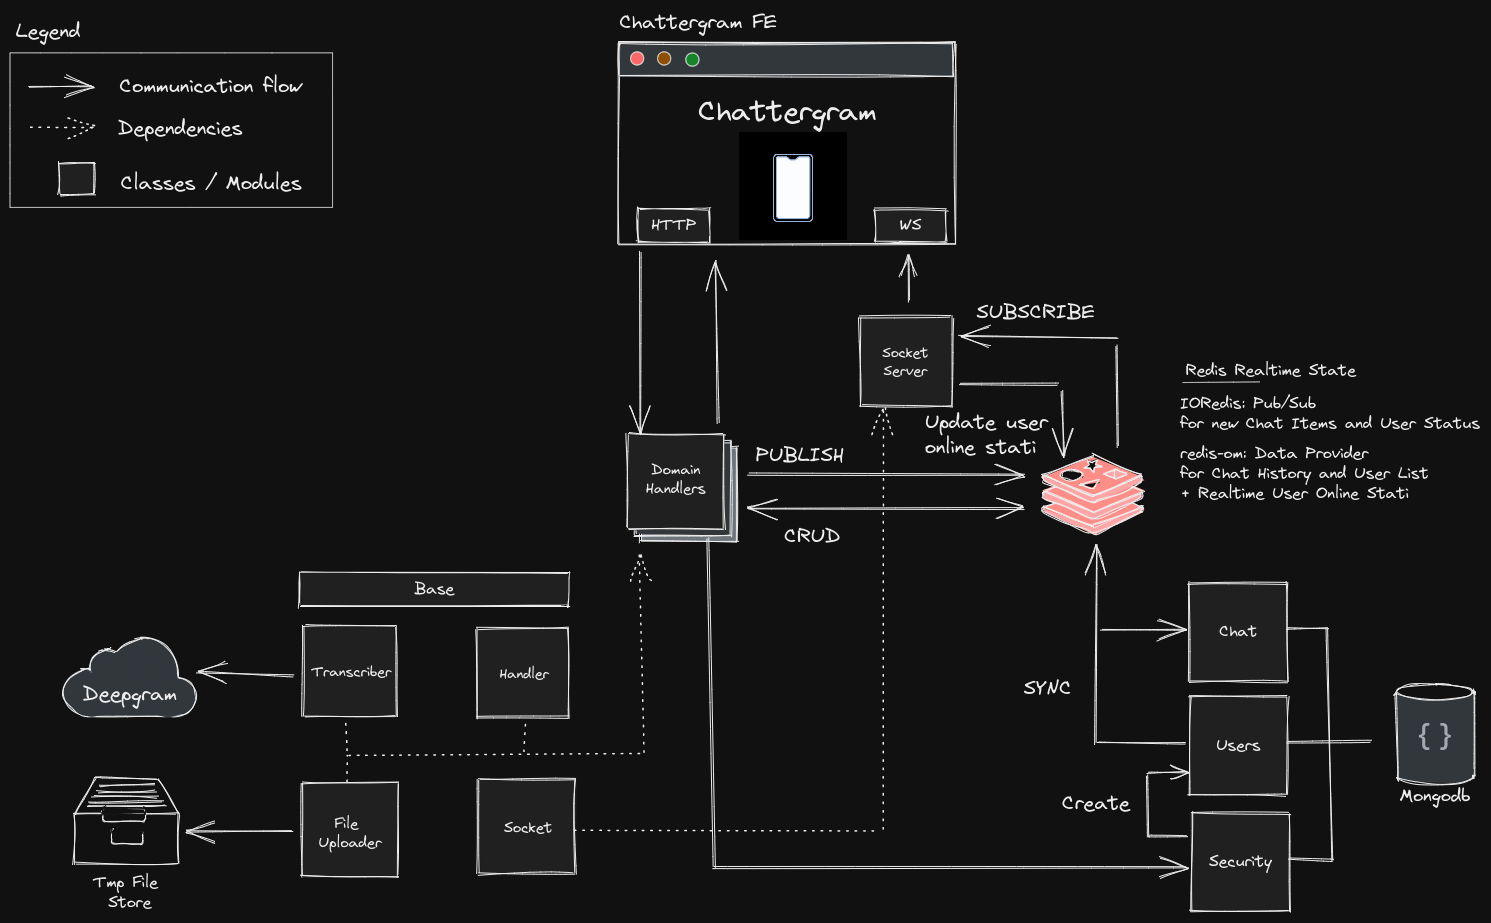 Legend
Communication flow
Dependencies
Classes / Modules
Chattergram FE
Chattergram
HTTP
WS
SUBSCRIBE
Socket
Server
Update user
online stati
Redis Realtime State
IORedis: Pub/Sub
for new Chat Items and User Status
redis-om: Data Provider
for Chat History and User List
+ Realtime User Online Stati
Domain
Handlers
PUBLISH
CRUD
Base
Transcriber
Handler
Deepgram
File
Uploader
Socket
Tmp File
Store
SYNC
Chat
Users
Create
Security
{ }
Mongodb